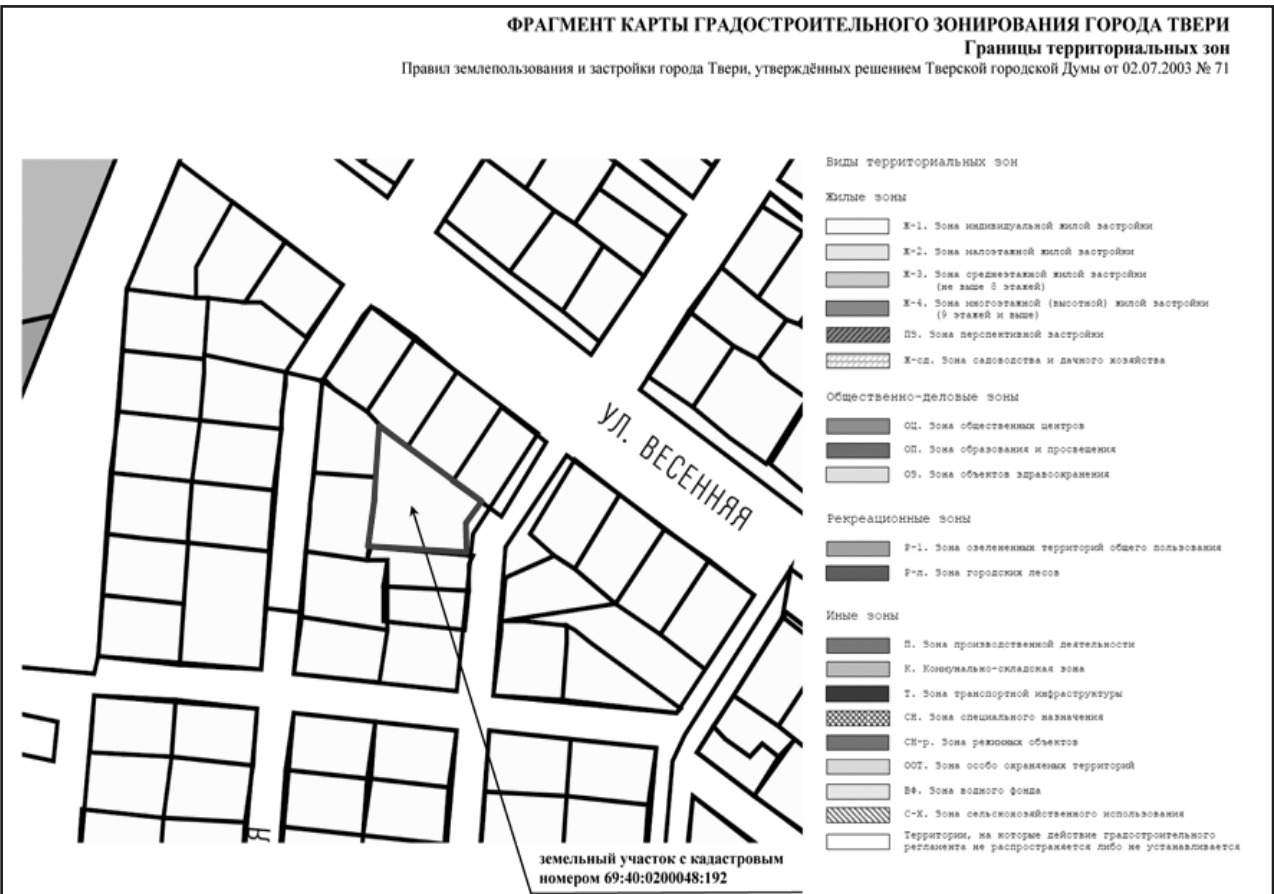 ФРАГМЕНТ КАРТЫ ГРАДОСТРОИТЕЛЬНОГО ЗОНИРОВАНИЯ ГОРОДА ТВЕРИ
Границы территориальных зон
Правил землепользования и застройки города Твери, утверждённых решением Тверской городской Думы от 02.07.2003 № 71
Виды территориальных зон
Жилые зоны
Ж-1. Зона индивидуальной жилой застройки
Ж-2. Зона малоэтажной жилой застройки
Ж-3. Зона среднеэтажной жилой застройки
(не выше 8 этажей)
Ж-4. Зона многоэтажной (высотной) жилой застройки
(9 этажей и выше)
ПЗ. Зона перспективной застройки
Ж-сд. Зона садоводства и дачного хозяйства
Общественно-деловые зоны
ОЦ. Зона общественных центров
ОП. Зона образования и просвещения
ОЗ. Зона объектов здравоохранения
Рекреационные зоны
Р-1. Зона озелененных территорий общего пользования
Р-л. Зона городских лесов
Иные зоны
П. Зона производственной деятельности
К. Коммунально-складская зона
Т. Зона транспортной инфраструктуры
СН. Зона специального назначения
СН-р. Зона режимных объектов
ООТ. Зона особо охраняемых территорий
ВФ. Зона водного фонда
С-Х. Зона сельскохозяйственного использования
Территории, на которые действие градостроительного
регламента не распространяется либо не устанавливается
УЛ. ВЕСЕННЯЯ
земельный участок с кадастровым
номером 69:40:0200048:192